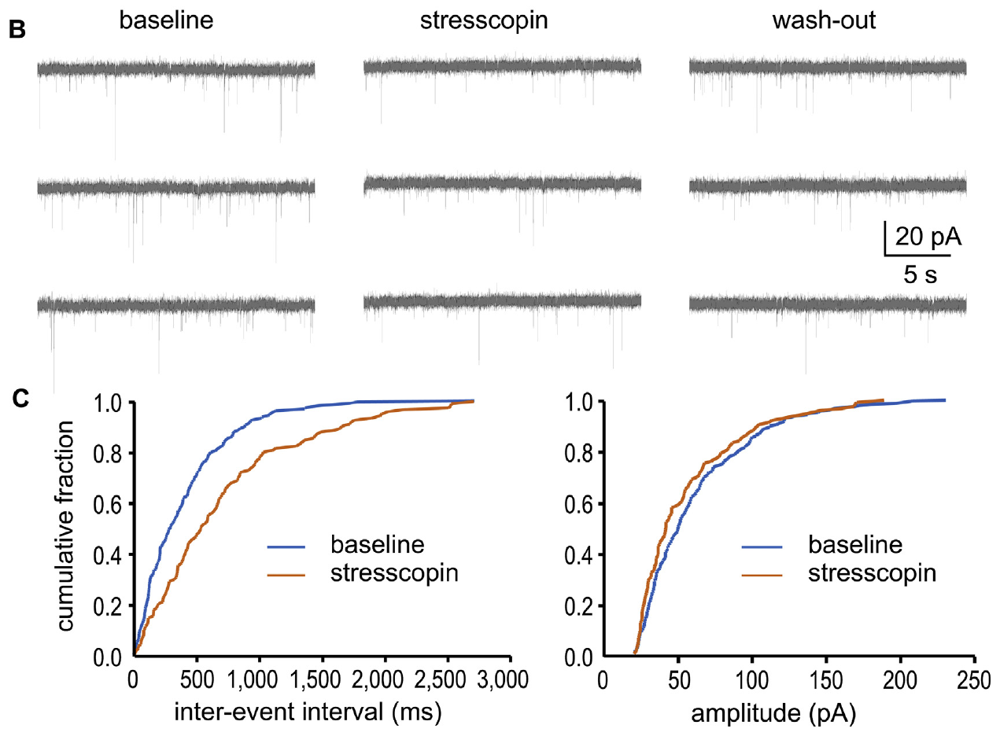 B
baseline stresscopin wash-out
20 pA
5 s
C
cumulative fraction
1.0
0.8
0.6
0.4
0.2
0.0
baseline
stresscopin
0 500 1,000 1,500 2,000 2,500 3,000
inter-event interval (ms)
1.0
0.8
0.6
0.4
0.2
0.0
baseline
stresscopin
0 50 100 150 200 250
amplitude (pA)